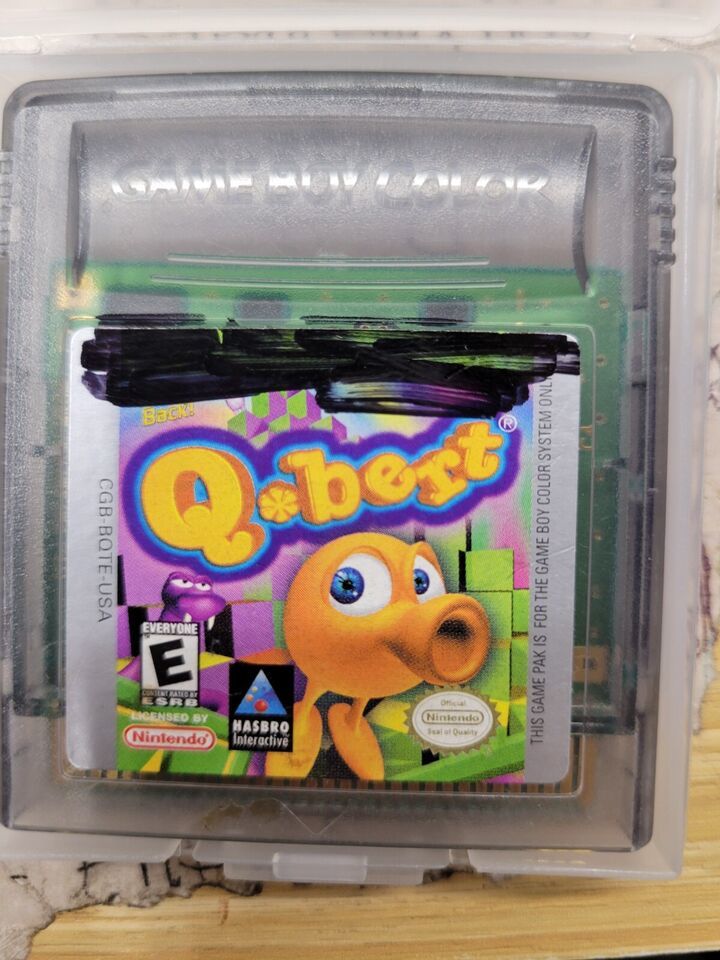 GAME BOY COLOR
Back!
Q*bert®
CGB-BQTE-USA
THIS GAME PAK IS FOR THE GAME BOY COLOR SYSTEM ONLY
EVERYONE
E
CONTENT RATED BY
ESRB
LICENSED BY
Nintendo®
HASBRO
Interactive
Official
Nintendo
Seal of Quality